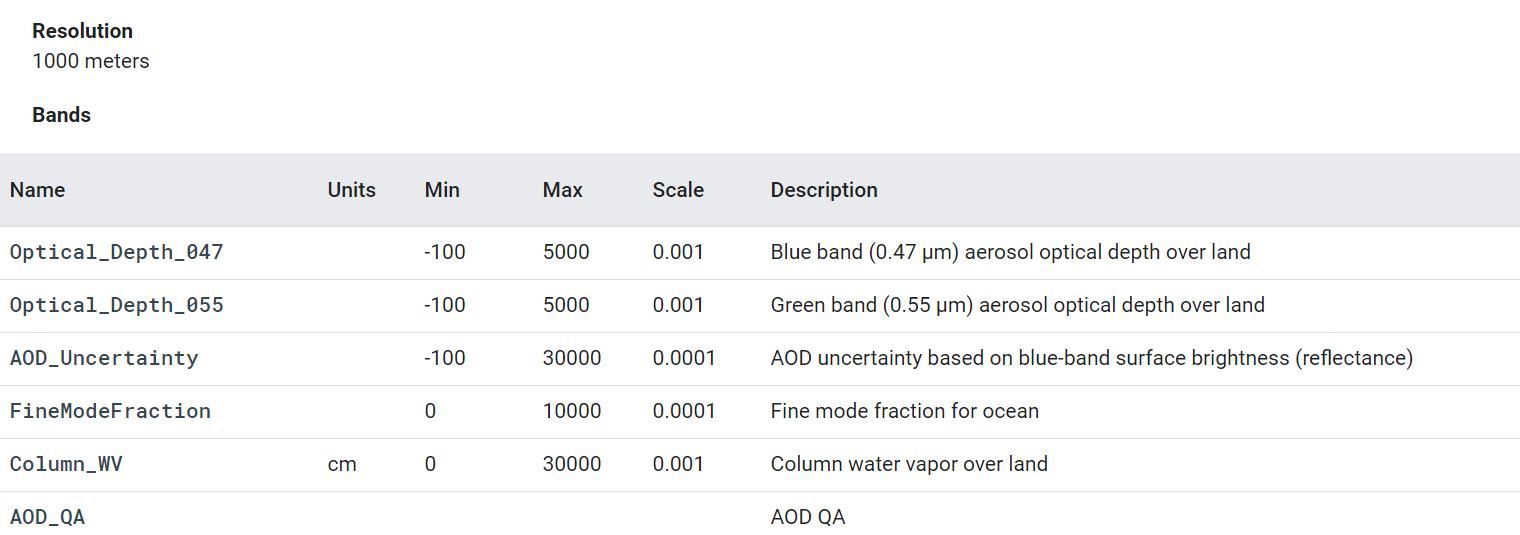 Resolution
1000 meters
Bands
Name Units Min Max Scale Description
Optical_Depth_047 -100 5000 0.001 Blue band (0.47 μm) aerosol optical depth over land
Optical_Depth_055 -100 5000 0.001 Green band (0.55 μm) aerosol optical depth over land
AOD_Uncertainty -100 30000 0.0001 AOD uncertainty based on blue-band surface brightness (reflectance)
FineModeFraction 0 10000 0.0001 Fine mode fraction for ocean
Column_WV cm 0 30000 0.001 Column water vapor over land
AOD_QA AOD QA